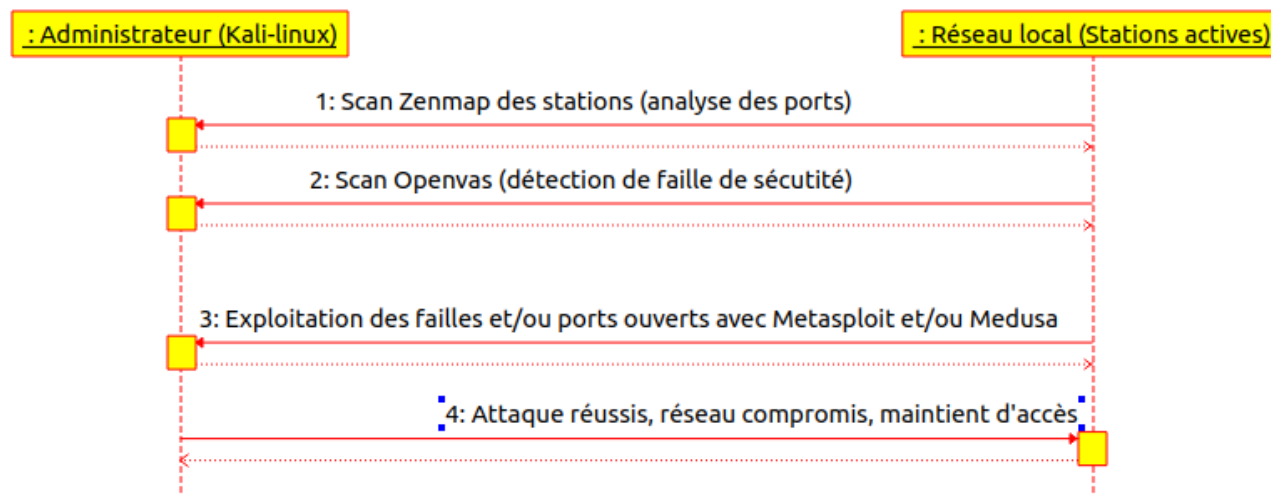 : Administrateur (Kali-linux)
: Réseau local (Stations actives)
1: Scan Zenmap des stations (analyse des ports)
2: Scan Openvas (détection de faille de sécutité)
3: Exploitation des failles et/ou ports ouverts avec Metasploit et/ou Medusa
4: Attaque réussis, réseau compromis, maintient d'accès